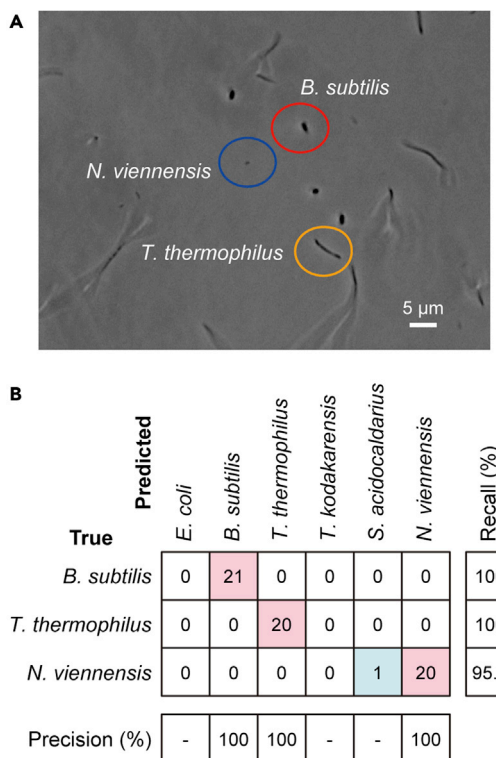 A
B. subtilis
N. viennensis
T. thermophilus
5 μm
B
Predicted
True
E. coli
B. subtilis
T. thermophilus
T. kodakarensis
S. acidocaldarius
N. viennensis
Recall (%)
B. subtilis 0 21 0 0 0 0 10
T. thermophilus 0 0 20 0 0 0 10
N. viennensis 0 0 0 0 1 20 95.
Precision (%) - 100 100 - - 100